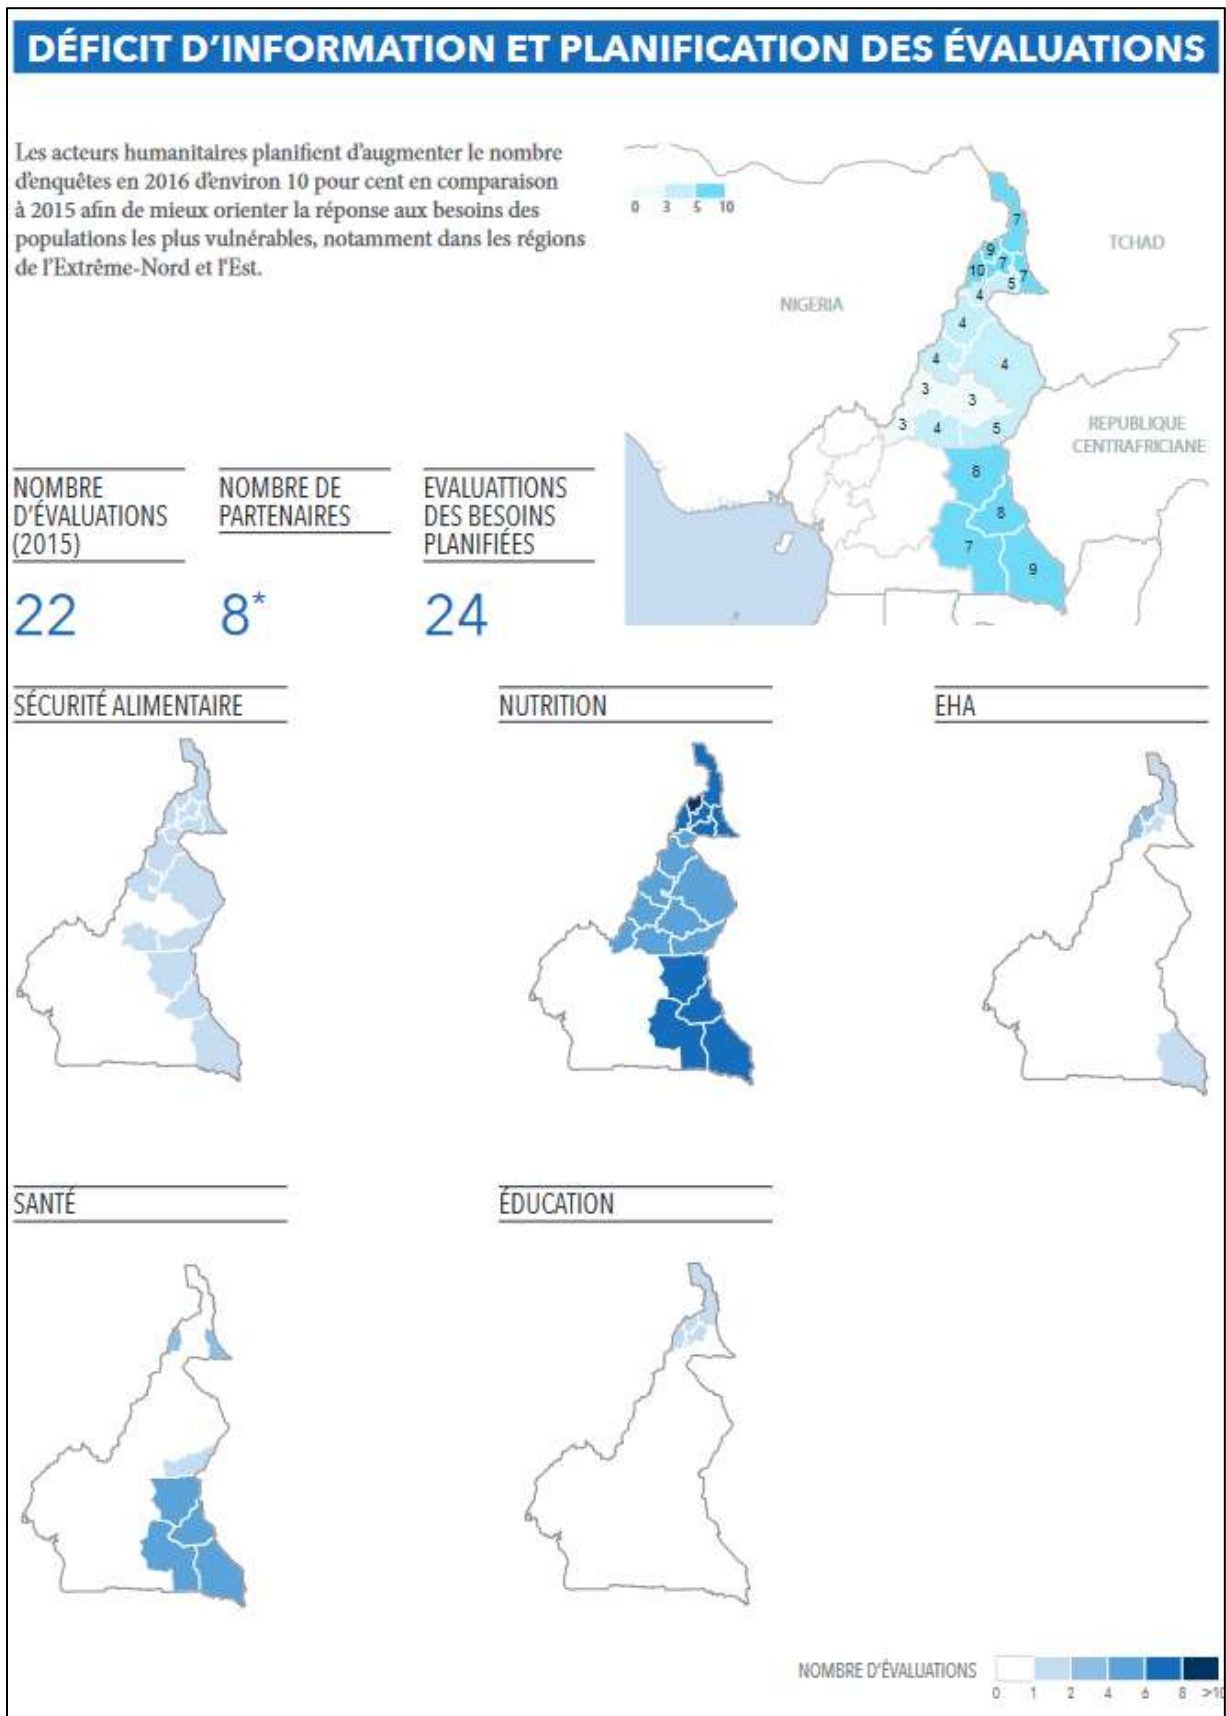 DÉFICIT D'INFORMATION ET PLANIFICATION DES ÉVALUATIONS
Les acteurs humanitaires planifient d'augmenter le nombre
d'enquêtes en 2016 d'environ 10 pour cent en comparaison
à 2015 afin de mieux orienter la réponse aux besoins des
populations les plus vulnérables, notamment dans les régions
de l'Extrême-Nord et l'Est.
0 3 5 10
7
9
7
10
5
7
4
4
4
4
3
3
3
4
5
8
8
7
9
TCHAD
NIGERIA
REPUBLIQUE
CENTRAFRICIANE
NOMBRE
D'ÉVALUATIONS
(2015)
22
NOMBRE DE
PARTENAIRES
8*
EVALUATTIONS
DES BESOINS
PLANIFIÉES
24
SÉCURITÉ ALIMENTAIRE
NUTRITION
EHA
SANTÉ
ÉDUCATION
NOMBRE D'ÉVALUATIONS
0 1 2 4 6 8 >10